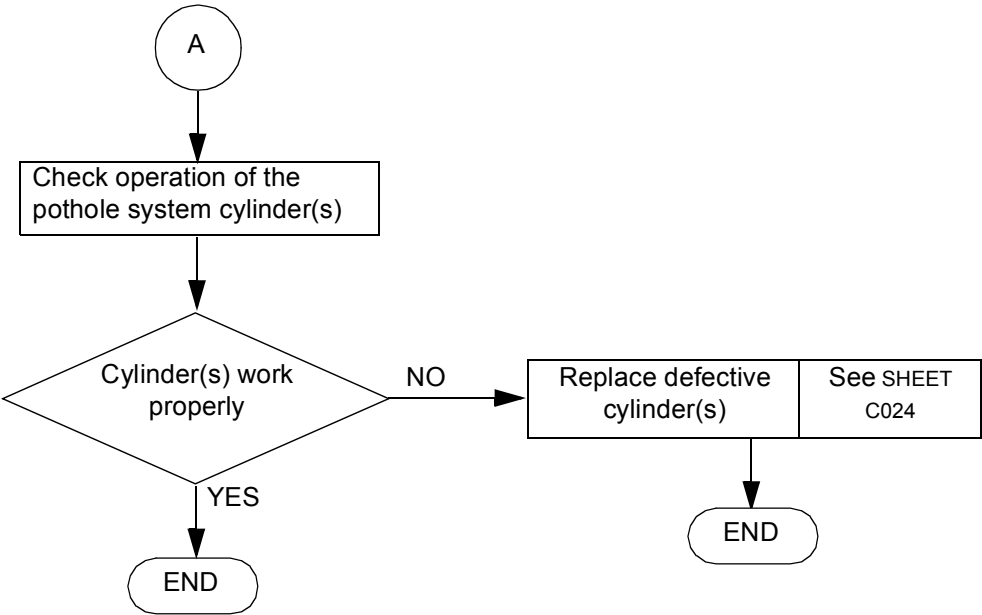 A
Check operation of the
pothole system cylinder(s)
Cylinder(s) work
properly
NO
Replace defective
cylinder(s)
See SHEET
C024
YES
END
END